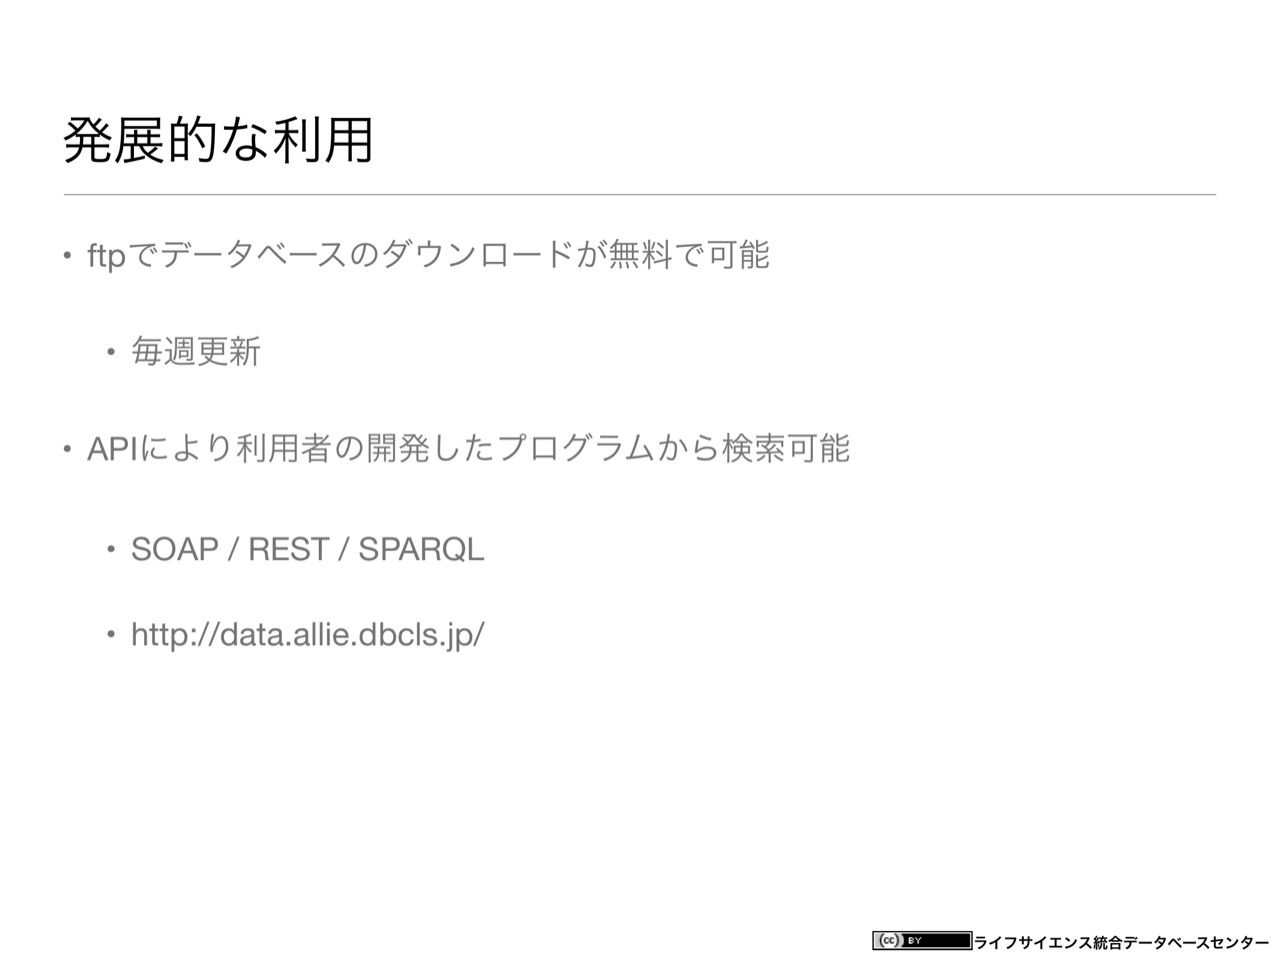 発展的な利用
• ftpでデータベースのダウンロードが無料で可能
• 毎週更新
• APIにより利用者の開発したプログラムから検索可能
• SOAP / REST / SPARQL
• http://data.allie.dbcls.jp/
(cc) BY ライフサイエンス統合データベースセンター